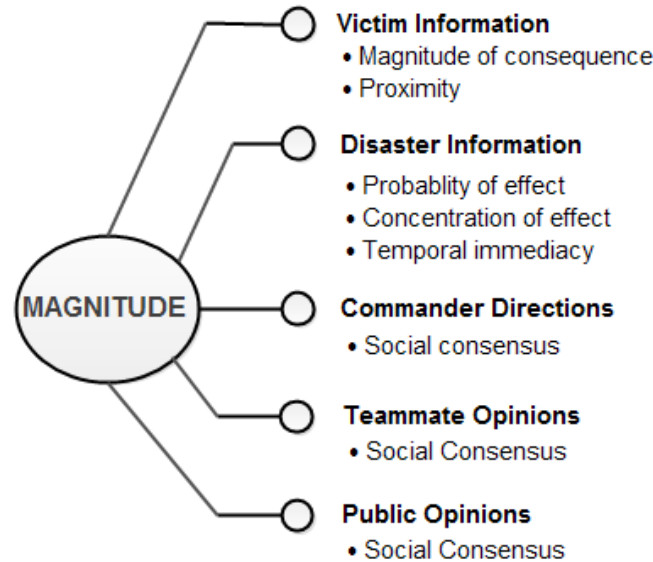 Victim Information
• Magnitude of consequence
• Proximity
Disaster Information
• Probablity of effect
• Concentration of effect
• Temporal immediacy
MAGNITUDE
Commander Directions
• Social consensus
Teammate Opinions
• Social Consensus
Public Opinions
• Social Consensus